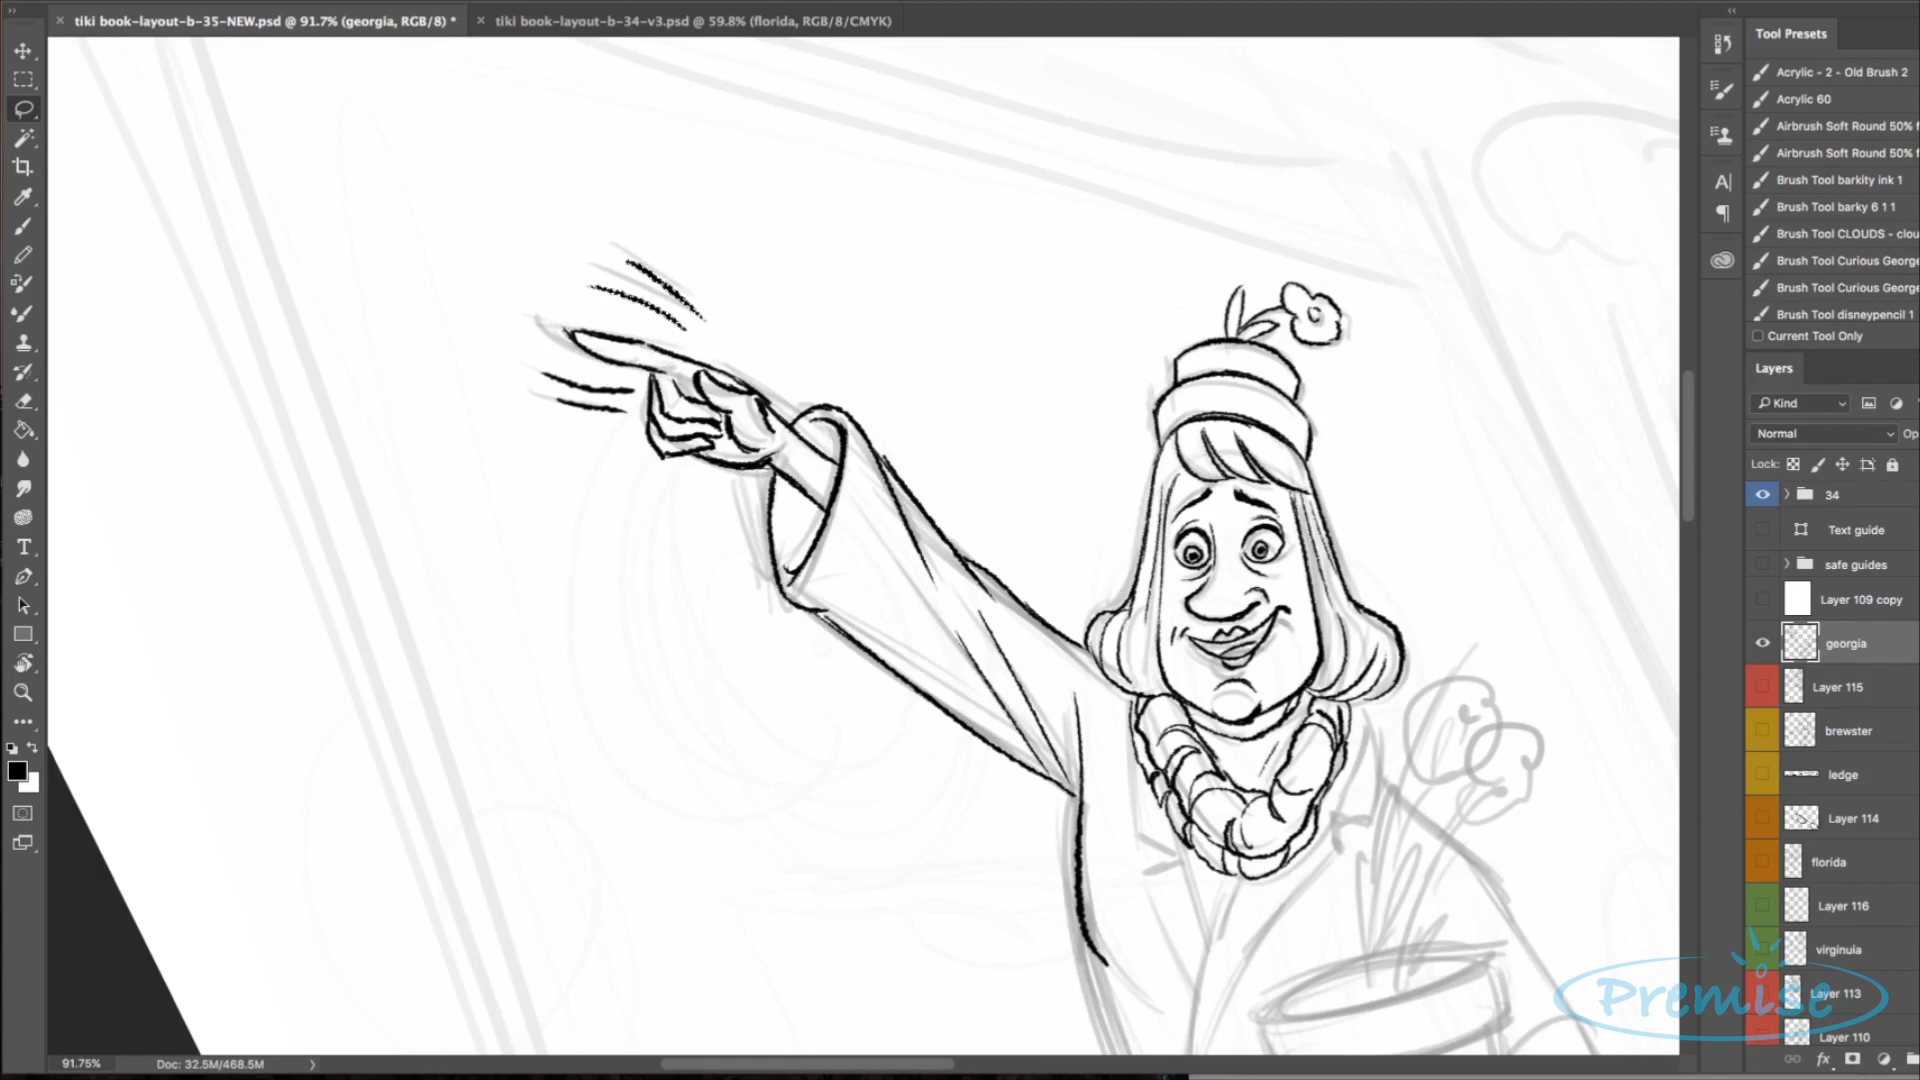 tiki book-layout-b-35-NEW.psd @ 91.7% (georgia, RGB/8) *
tiki book-layout-b-34-v3.psd @ 59.8% (florida, RGB/8/CMYK)
Tool Presets
Acrylic - 2 - Old Brush 2
Acrylic 60
Airbrush Soft Round 50% f
Airbrush Soft Round 50% f
Brush Tool barkity ink 1
Brush Tool barky 6 1 1
Brush Tool CLOUDS - clou
Brush Tool Curious George
Brush Tool Curious George
Brush Tool disneypencil 1
Current Tool Only
Layers
Kind
Normal
Op
Lock:
34
Text guide
safe guides
Layer 109 copy
georgia
Layer 115
brewster
ledge
Layer 114
florida
Layer 116
virginuia
Layer 113
Layer 110
fx
Premise
91.75%
Doc: 32.5M/468.5M